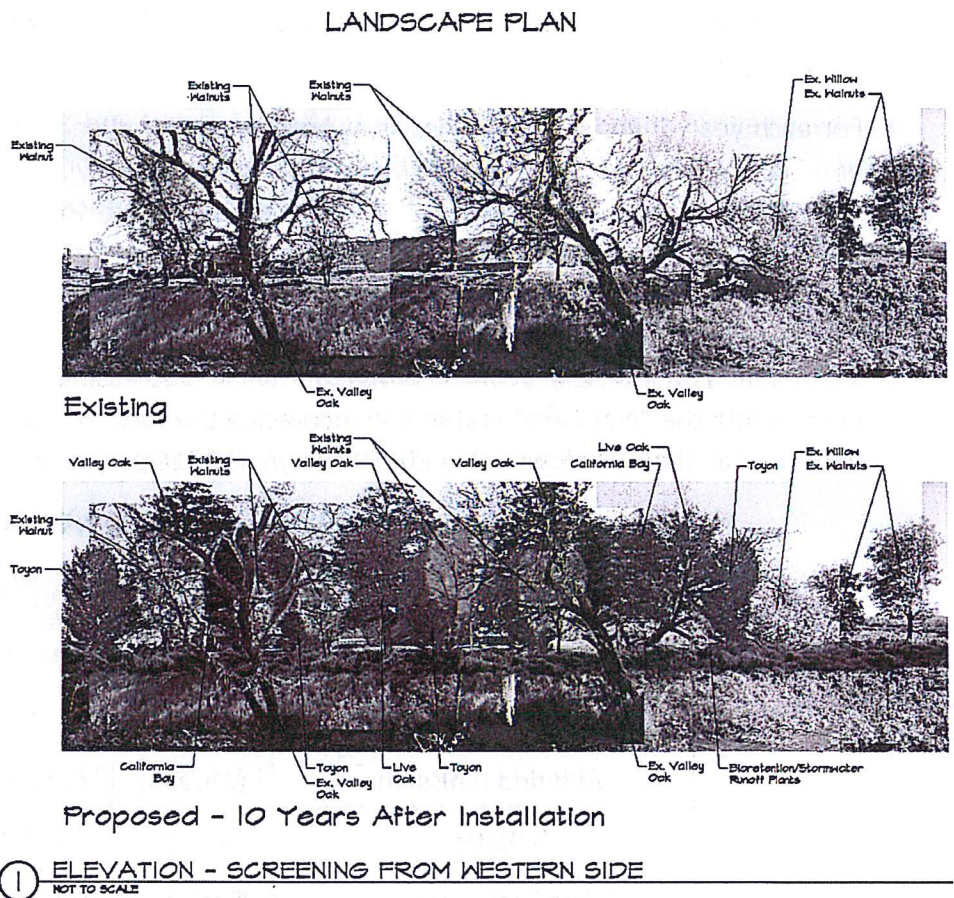 LANDSCAPE PLAN
Existing
Walnuts
Existing
Walnuts
Ex. Willow
Ex. Walnuts
Existing
Walnut
Ex. Valley
Oak
Ex. Valley
Oak
Existing
Valley Oak
Existing
Walnuts
Existing
Walnuts
Valley Oak
Valley Oak
Live Oak
California Bay
Toyon
Ex. Willow
Ex. Walnuts
Existing
Walnut
Toyon
California
Bay
Toyon
Ex. Valley
Oak
Live
Oak
Toyon
Ex. Valley
Oak
Bioretention/Stormwater
Runoff Plants
Proposed - 10 Years After Installation
1
ELEVATION - SCREENING FROM WESTERN SIDE
NOT TO SCALE